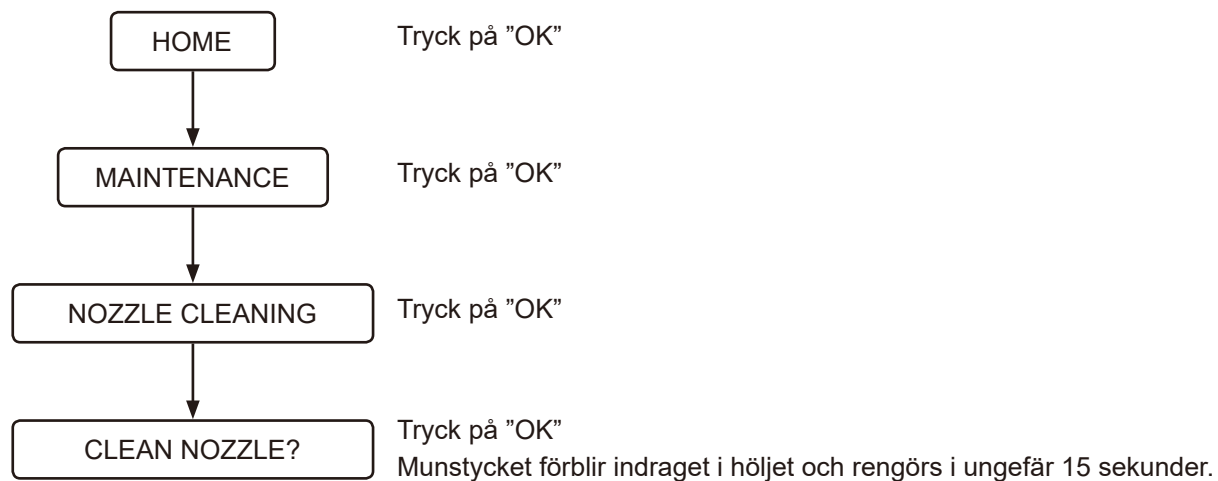 HOME
Tryck på ”OK”
MAINTENANCE
Tryck på ”OK”
NOZZLE CLEANING
Tryck på ”OK”
CLEAN NOZZLE?
Tryck på ”OK”
Munstycket förblir indraget i höljet och rengörs i ungefär 15 sekunder.